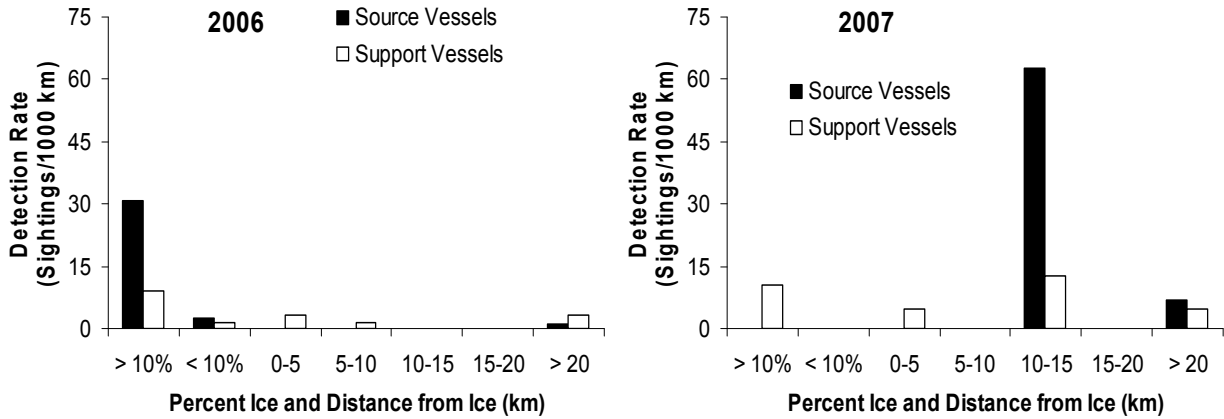 2006
Source Vessels
Support Vessels
Detection Rate
(Sightings/1000 km)
75
60
45
30
15
0
> 10%
< 10%
0-5
5-10
10-15
15-20
> 20
Percent Ice and Distance from Ice (km)
2007
Source Vessels
Support Vessels
Detection Rate
(Sightings/1000 km)
75
60
45
30
15
0
> 10%
< 10%
0-5
5-10
10-15
15-20
> 20
Percent Ice and Distance from Ice (km)